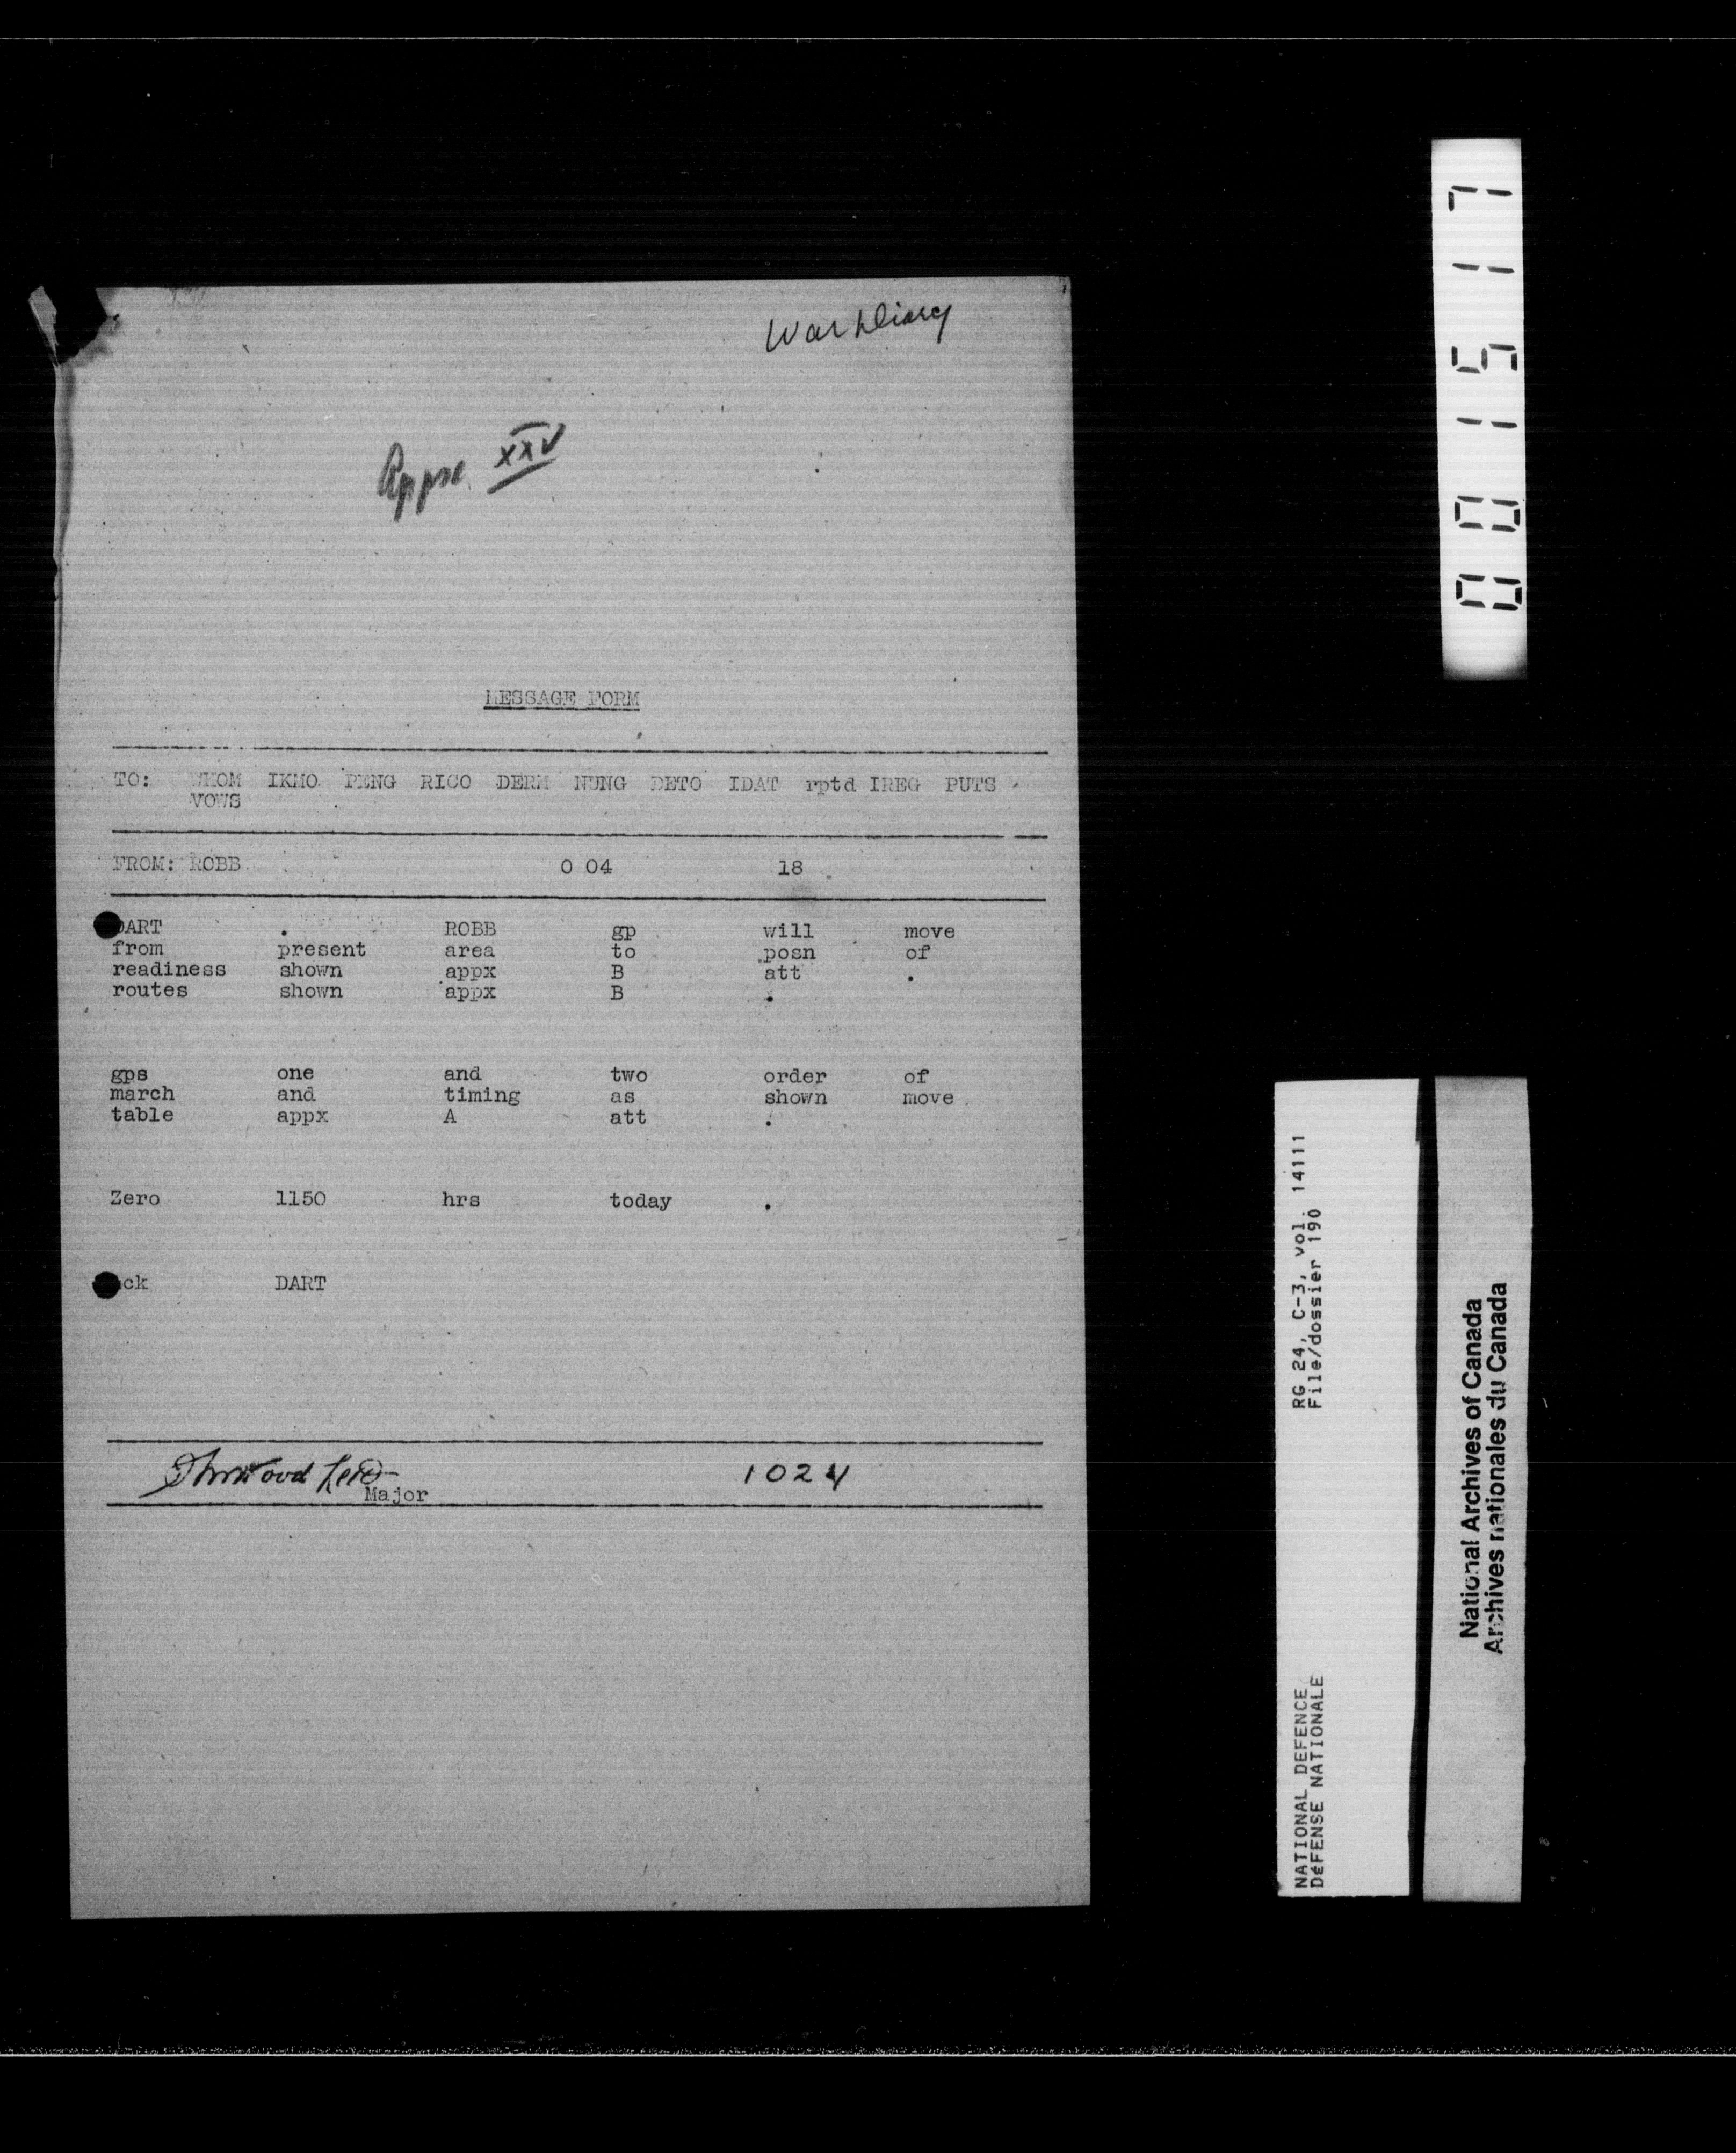 War Diary
Appx XXV
MESSAGE FORM
TO: WHOM IKMO PENG RICO DERM NUNG DETO IDAT rptd IREG PUTS
VOWS
FROM: ROBB 0 04 18
DART . ROBB gp will move
from present area to posn of
readiness shown appx B att .
routes shown appx B .
gps one and two order of
march and timing as shown move
table appx A att .
Zero 1150 hrs today .
ck DART
1024
Major
001517
RG 24, C-3, vol. 14111
File/dossier 190
NATIONAL DEFENCE
DéFENSE NATIONALE
National Archives of Canada
Archives nationales du Canada